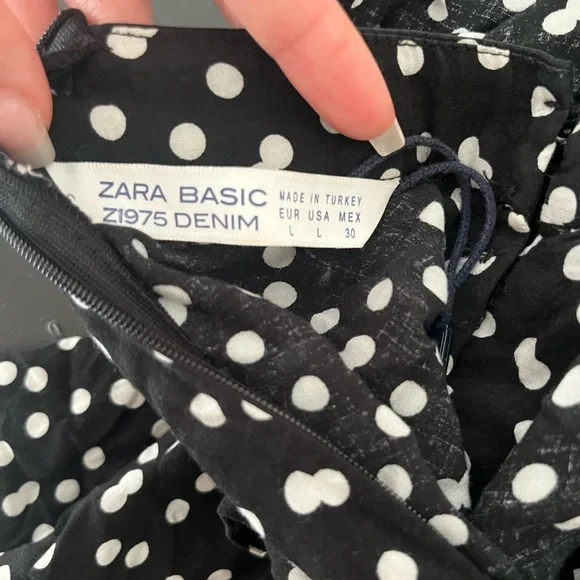 ZARA BASIC
Z1975 DENIM
MADE IN TURKEY
EUR USA MEX
L L 30